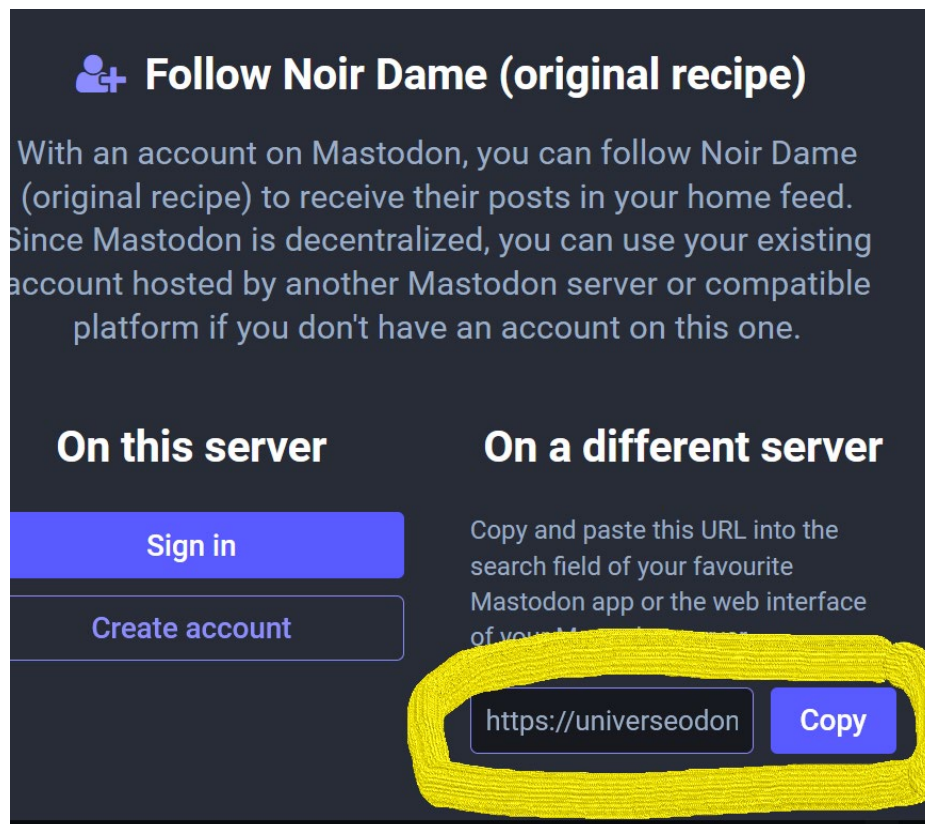 Follow Noir Dame (original recipe)
With an account on Mastodon, you can follow Noir Dame
(original recipe) to receive their posts in your home feed.
Since Mastodon is decentralized, you can use your existing
account hosted by another Mastodon server or compatible
platform if you don't have an account on this one.
On this server
Sign in
Create account
On a different server
Copy and paste this URL into the
search field of your favourite
Mastodon app or the web interface
of your
https://universeodon
Copy